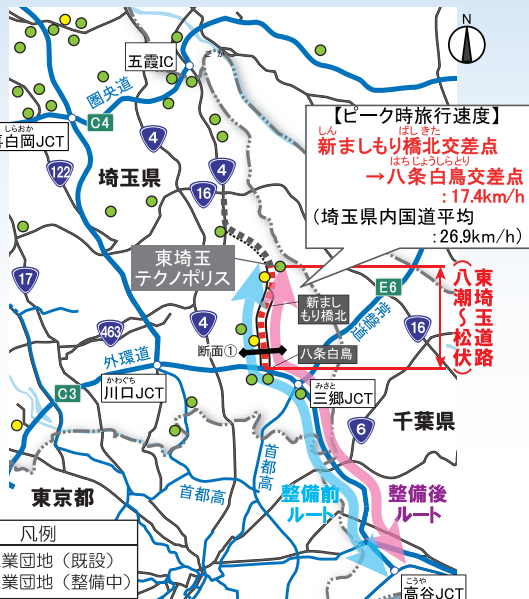 N
五霞IC
ごか
圏央道
C4
しらおか
喜白岡JCT
4
122
埼玉県
4
16
【ピーク時旅行速度】
しん ばしきた
新ましもり橋北交差点
はちじょうしらとり
→八条白鳥交差点
:17.4km/h
(埼玉県内国道平均
:26.9km/h)
東埼玉
テクノポリス
17
4
新まし
もり橋北
E6
常磐道
16
東埼玉道路
(八潮~松伏)
463
外環道
断面①
八条白鳥
C3
かわぐち
川口JCT
みさと
三郷JCT
6
千葉県
首都高
首都高
東京都
整備前
ルート
整備後
ルート
凡例
業団地(既設)
業団地(整備中)
こうや
高谷JCT